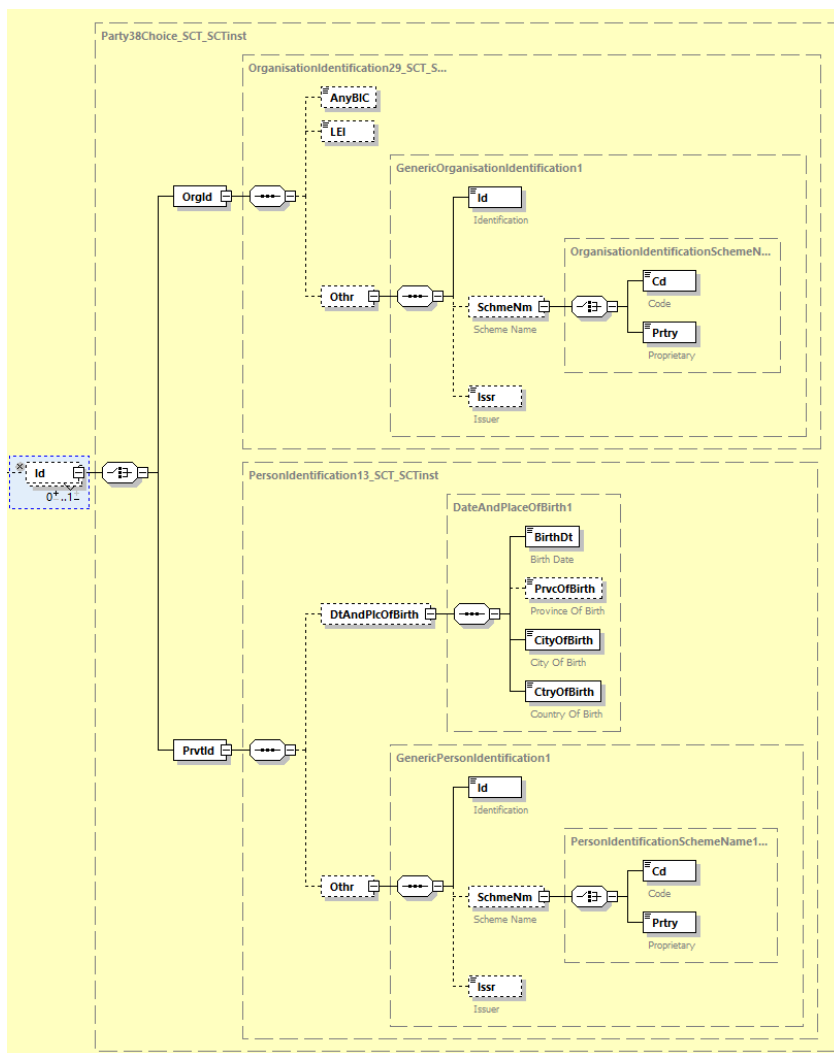 Party38Choice_SCT_SCTinst
OrganisationIdentification29_SCT_S...
AnyBIC
LEI
GenericOrganisationIdentification1
OrgId
Id
Identification
OrganisationIdentificationSchemeN...
Cd
Code
Othr
SchmeNm
Scheme Name
Prtry
Proprietary
Issr
Issuer
Id
0..1
PersonIdentification13_SCT_SCTinst
DateAndPlaceOfBirth1
BirthDt
Birth Date
PrvcOfBirth
Province Of Birth
DtAndPlcOfBirth
CityOfBirth
City Of Birth
CtryOfBirth
Country Of Birth
PrvtId
GenericPersonIdentification1
Id
Identification
PersonIdentificationSchemeName1...
Cd
Code
Othr
SchmeNm
Scheme Name
Prtry
Proprietary
Issr
Issuer